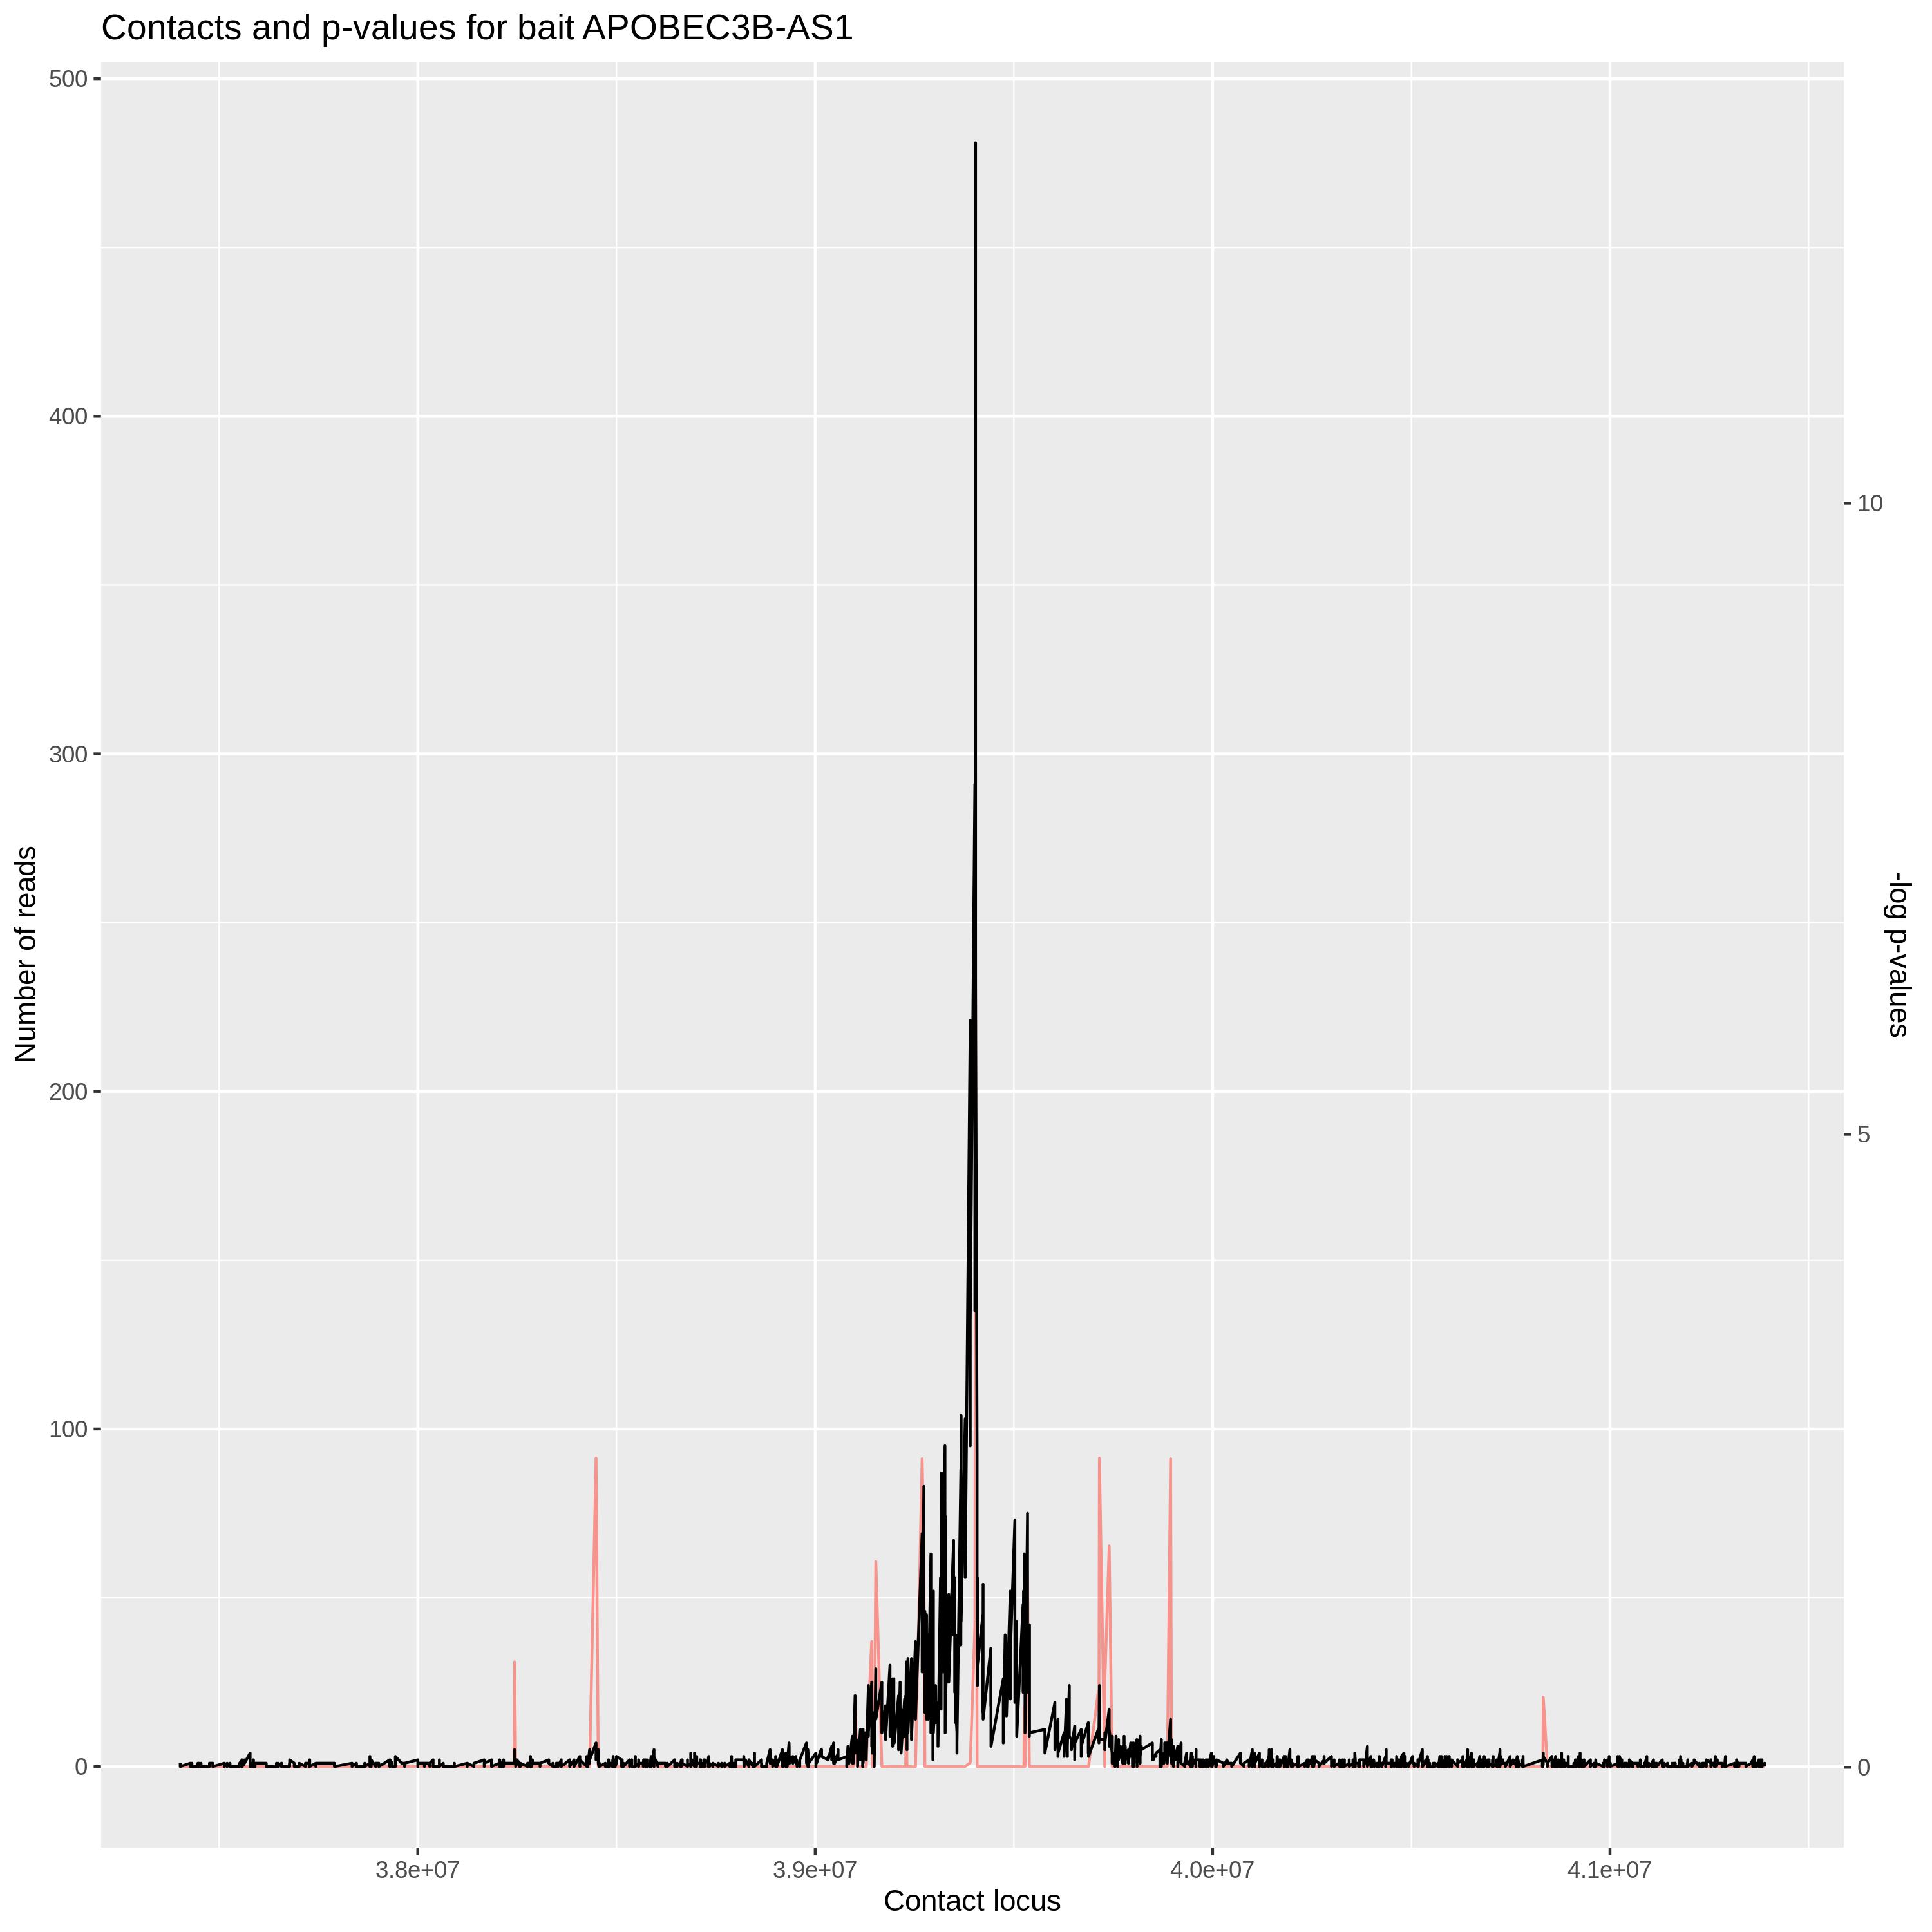 Contacts and p-values for bait APOBEC3B-AS1
500
400
300
200
100
0
Number of reads
10
5
0
-log p-values
3.8e+07
3.9e+07
4.0e+07
4.1e+07
Contact locus